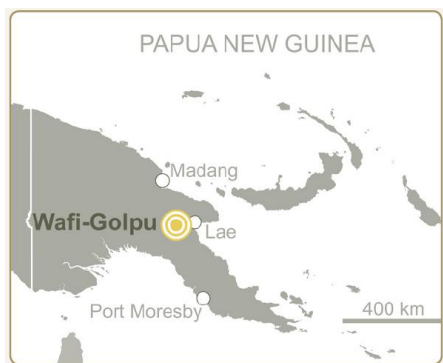 PAPUA NEW GUINEA
Madang
Wafi-Golpu
Lae
Port Moresby
400 km